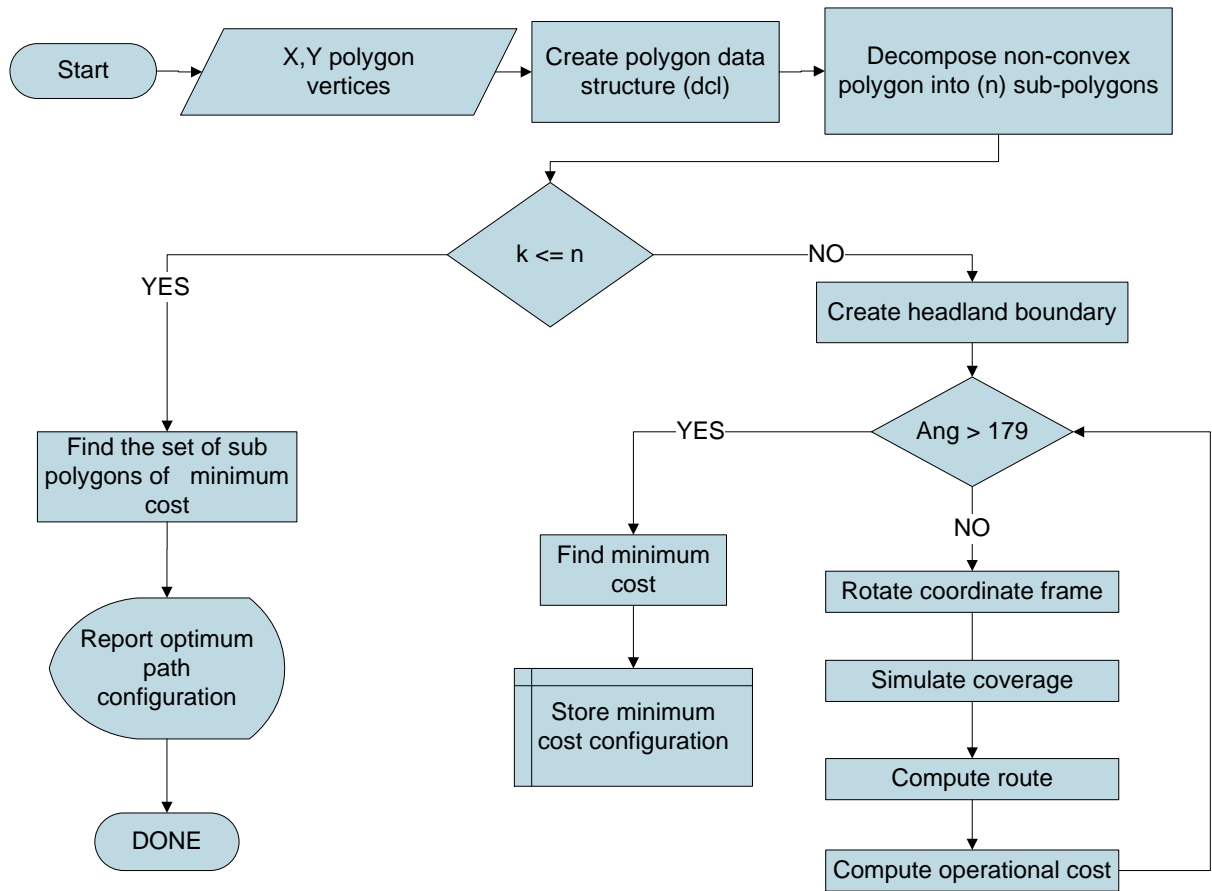 Start
X,Y polygon
vertices
Create polygon data
structure (dcl)
Decompose non-convex
polygon into (n) sub-polygons
k <= n
YES
NO
Create headland boundary
Ang > 179
YES
NO
Find the set of sub
polygons of minimum
cost
Find minimum
cost
Rotate coordinate frame
Report optimum
path
configuration
Simulate coverage
Store minimum
cost configuration
Compute route
DONE
Compute operational cost